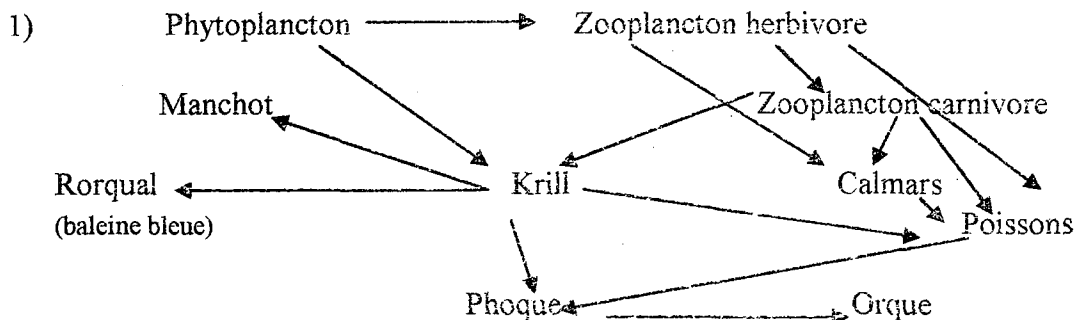 1) Phytoplancton Zooplancton herbivore
Manchot Zooplancton carnivore
Rorqual Krill Calmars
(baleine bleue) Poissons
Phoque Orque